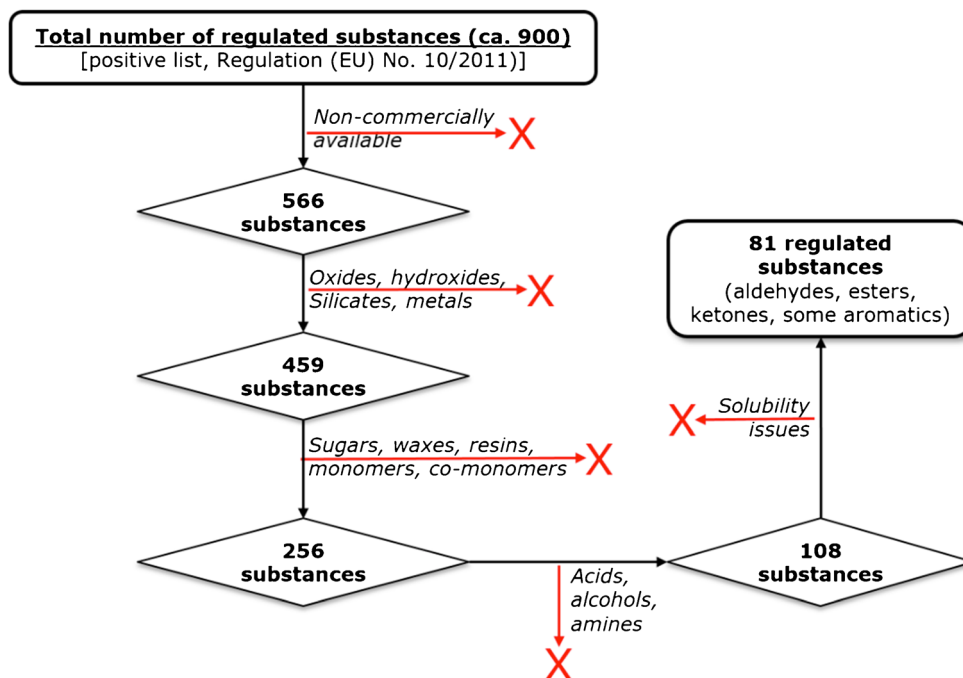 Total number of regulated substances (ca. 900)
[positive list, Regulation (EU) No. 10/2011)]
Non-commercially
available
X
566
substances
Oxides, hydroxides,
Silicates, metals
X
459
substances
Sugars, waxes, resins,
monomers, co-monomers
X
256
substances
Acids,
alcohols,
amines
X
108
substances
Solubility
issues
X
81 regulated
substances
(aldehydes, esters,
ketones, some aromatics)